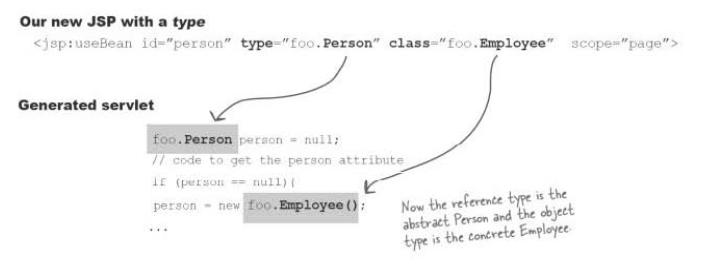 Our new JSP with a type
<jsp:useBean id="person" type="foo.Person" class="foo.Employee" scope="page">
Generated servlet
foo.Person person = null;
// code to get the person attribute
if (person == null){
person = new foo.Employee();
...
Now the reference type is the
abstract Person and the object
type is the concrete Employee.